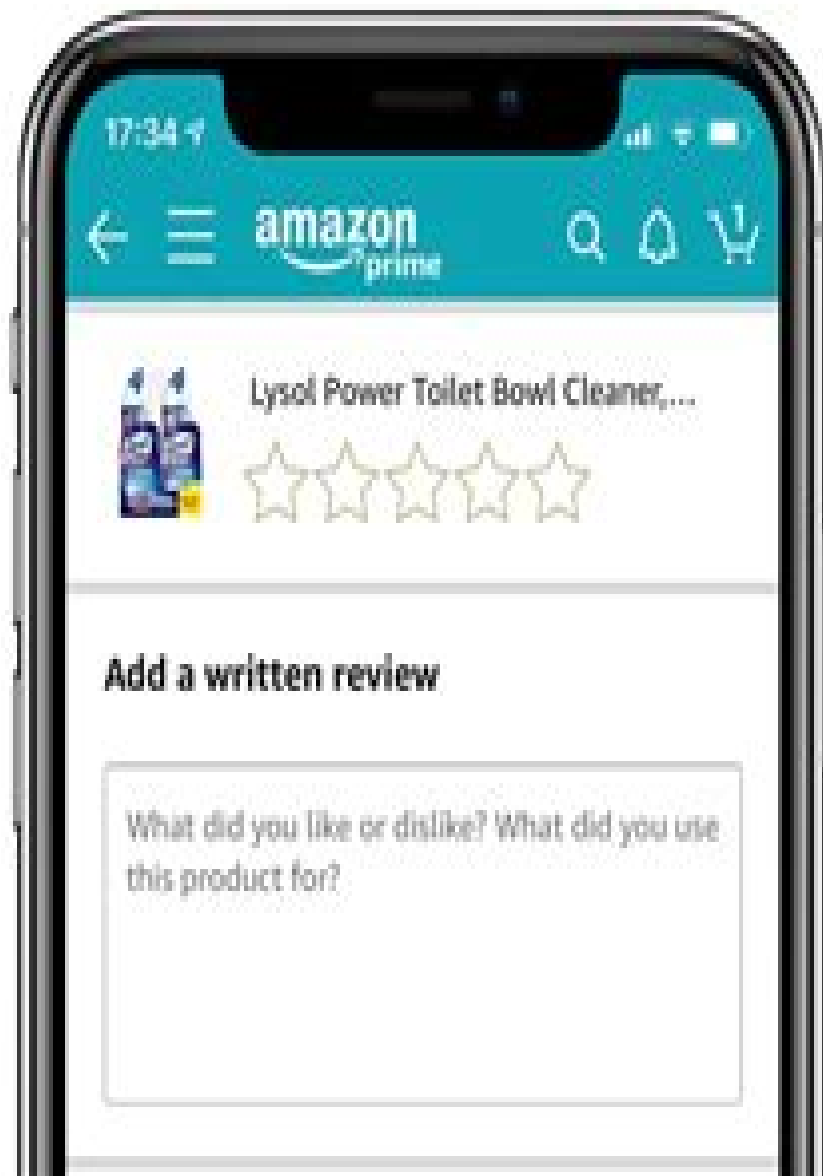 17:34
amazon
prime
1
Lysol Power Toilet Bowl Cleaner,...
Add a written review
What did you like or dislike? What did you use
this product for?